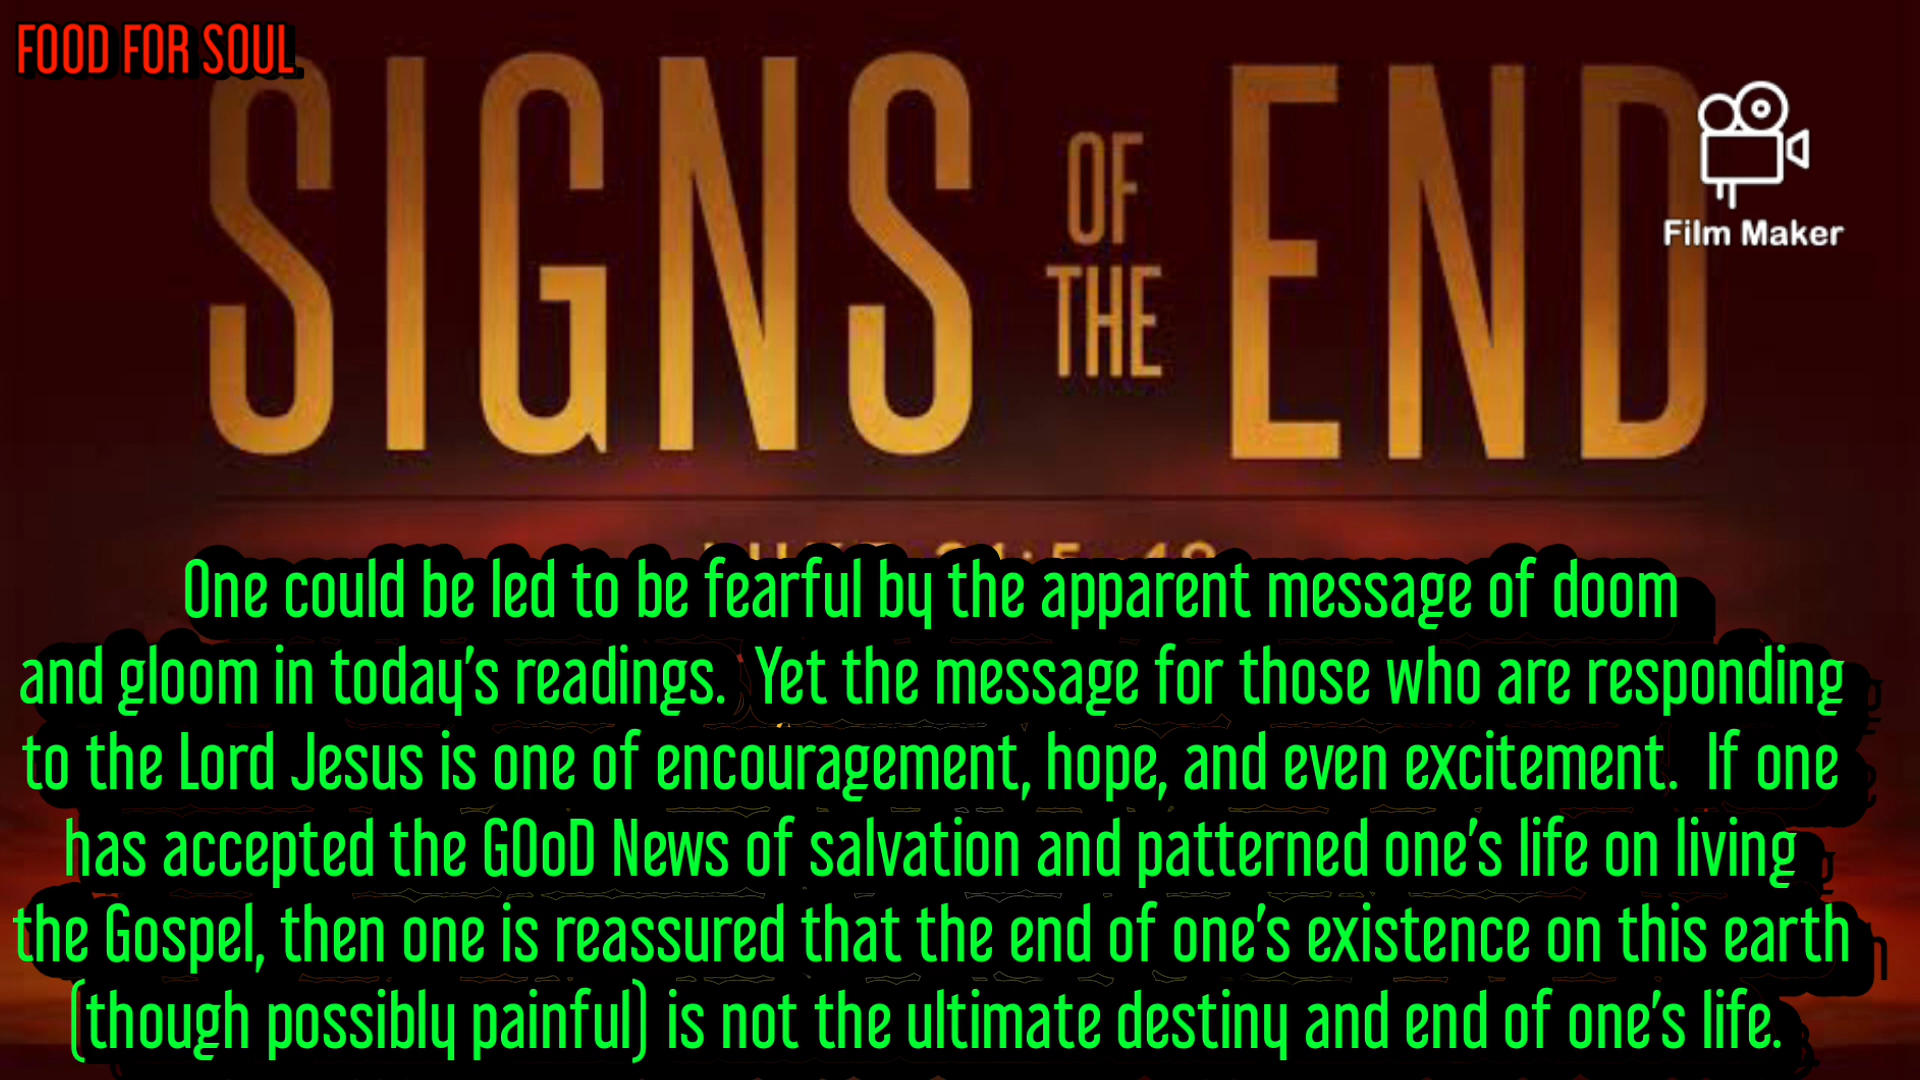 FOOD FOR SOUL
SIGNS OF THE END
Film Maker
One could be led to be fearful by the apparent message of doom
and gloom in today's readings. Yet the message for those who are responding
to the Lord Jesus is one of encouragement, hope, and even excitement. If one
has accepted the GOoD News of salvation and patterned one's life on living
the Gospel, then one is reassured that the end of one's existence on this earth
(though possibly painful) is not the ultimate destiny and end of one's life.